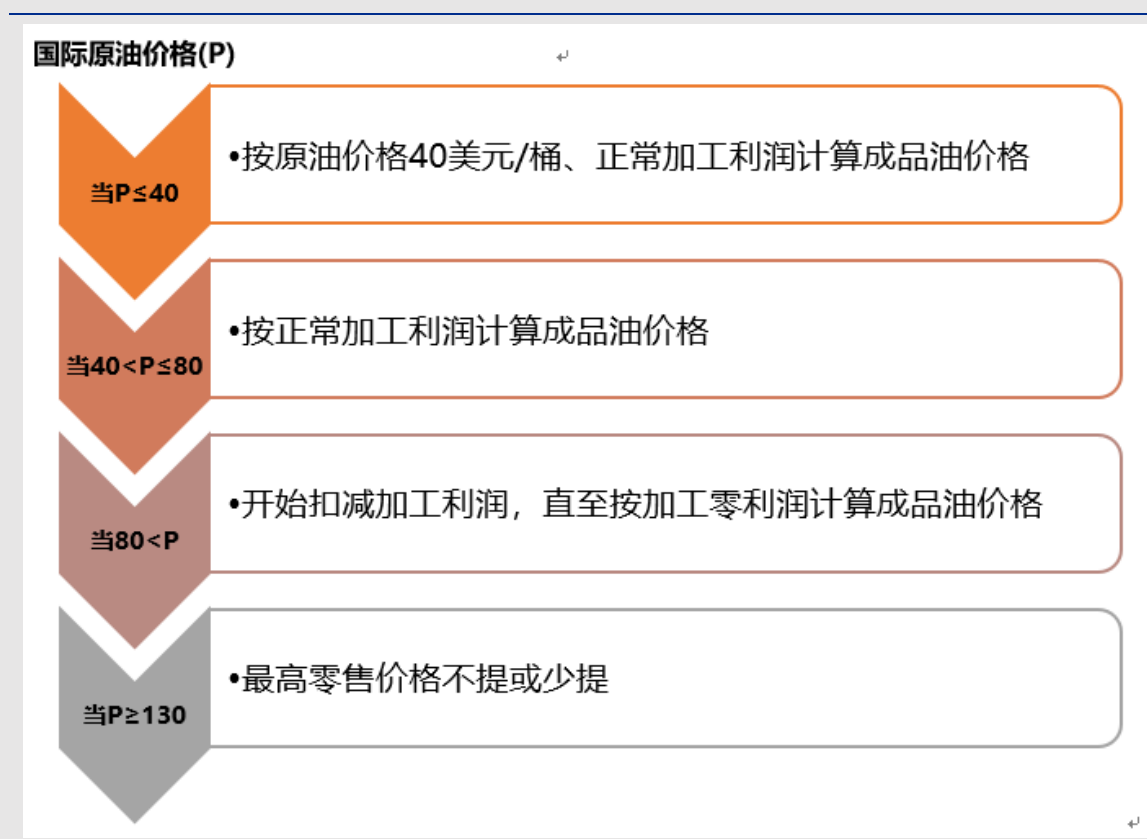 国际原油价格(P)
当P≤40
•按原油价格40美元/桶、正常加工利润计算成品油价格
当40<P≤80
•按正常加工利润计算成品油价格
当80<P
•开始扣减加工利润，直至按加工零利润计算成品油价格
当P≥130
•最高零售价格不提或少提